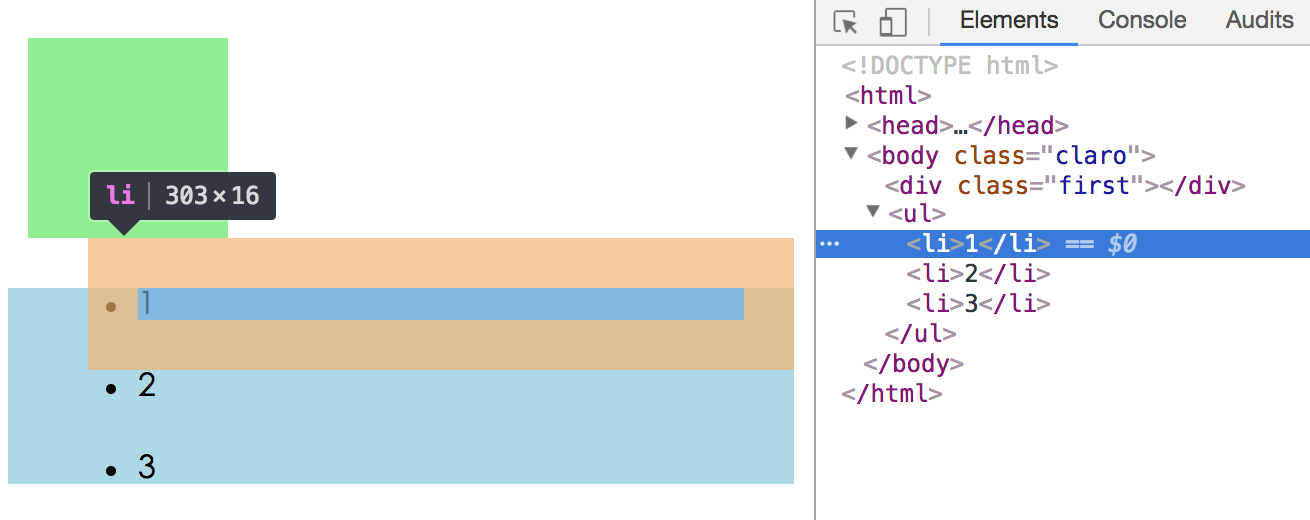 li 303 × 16
1
2
3
Elements Console Audits
<!DOCTYPE html>
<html>
<head>…</head>
<body class="claro">
<div class="first"></div>
<ul>
… <li>1</li> == $0
<li>2</li>
<li>3</li>
</ul>
</body>
</html>